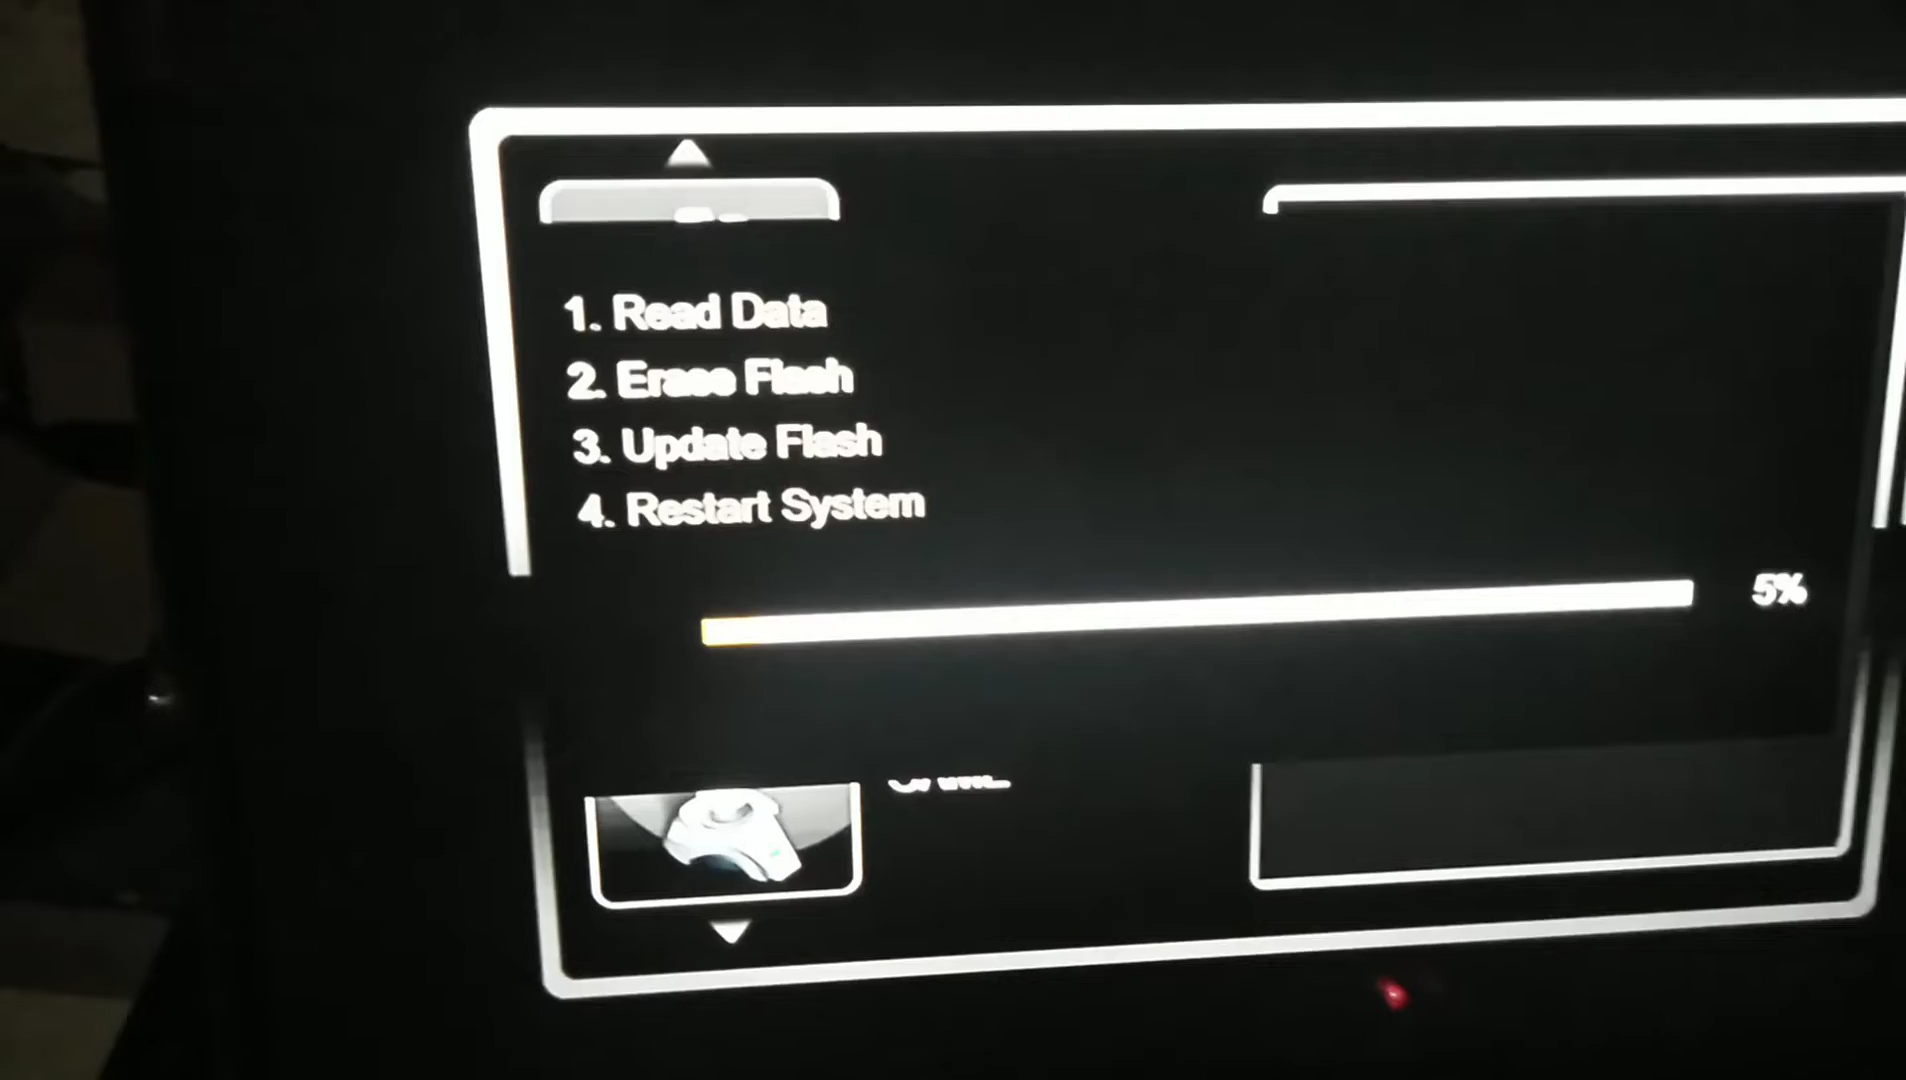 1. Read Data
2. Erase Flash
3. Update Flash
4. Restart System
5%